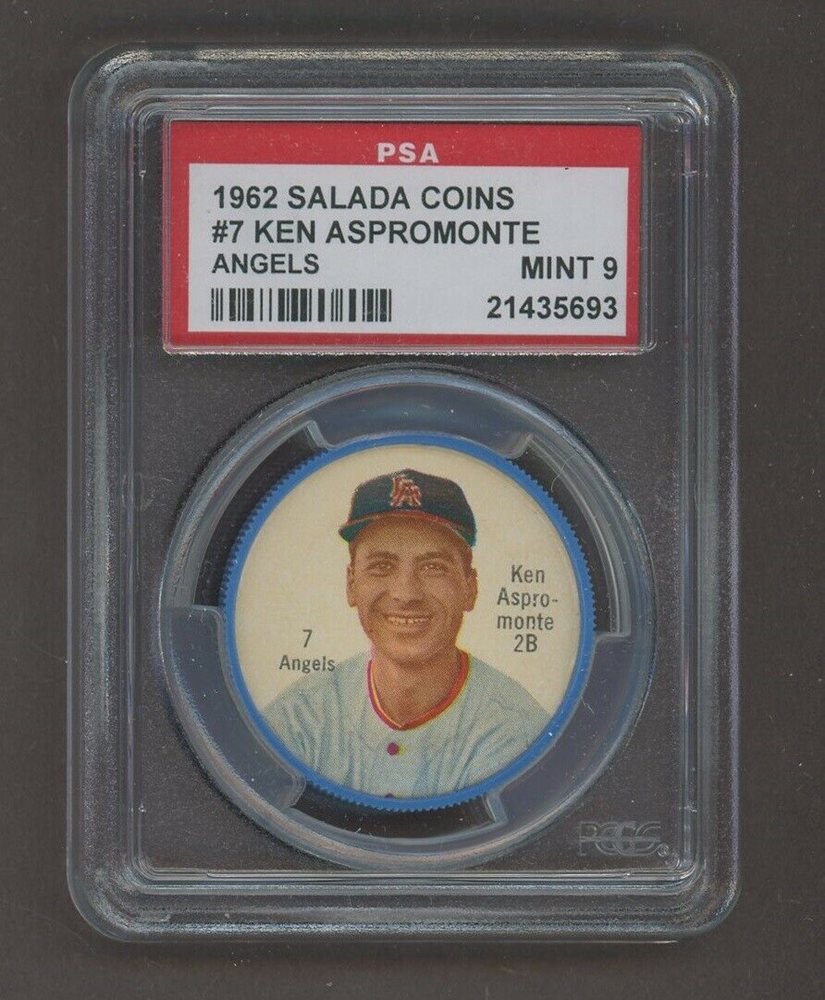 PSA
1962 SALADA COINS
#7 KEN ASPROMONTE
ANGELS MINT 9
21435693
7
Angels
Ken
Aspro-
monte
2B
PCGS